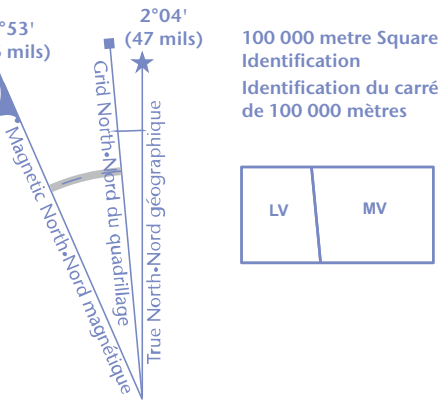 °53'
mils)
2°04'
(47 mils)
Magnetic North•Nord magnétique
Grid North•Nord du quadrillage
True North•Nord géographique
100 000 metre Square
Identification
Identification du carré
de 100 000 mètres
LV
MV